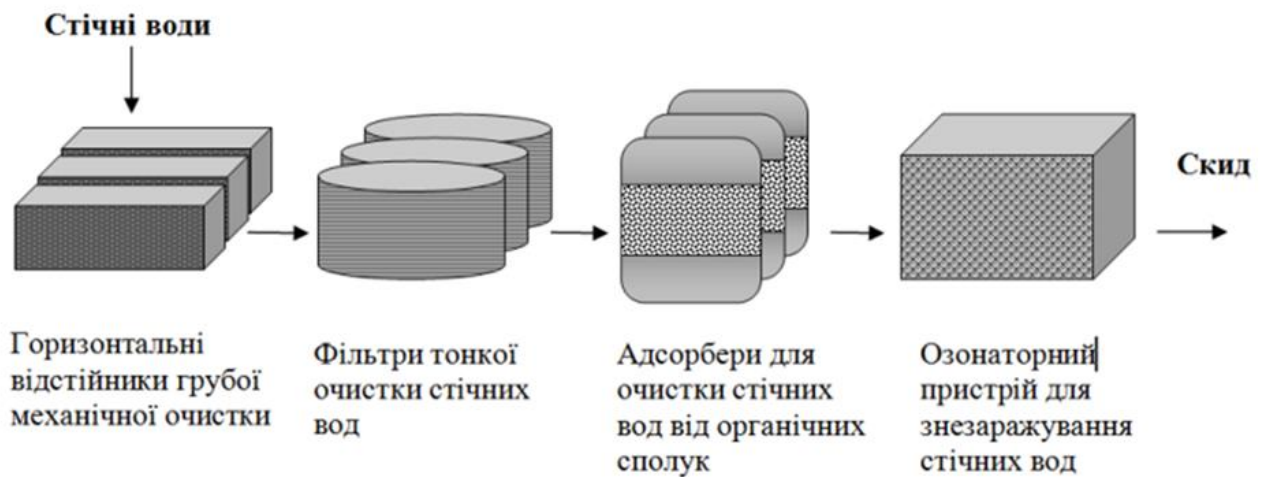 Стічні води
Скид
Горизонтальні
відстійники грубої
механічної очистки
Фільтри тонкої
очистки стічних
вод
Адсорбери для
очистки стічних
вод від органічних
сполук
Озонаторний
пристрій для
знезаражування
стічних вод